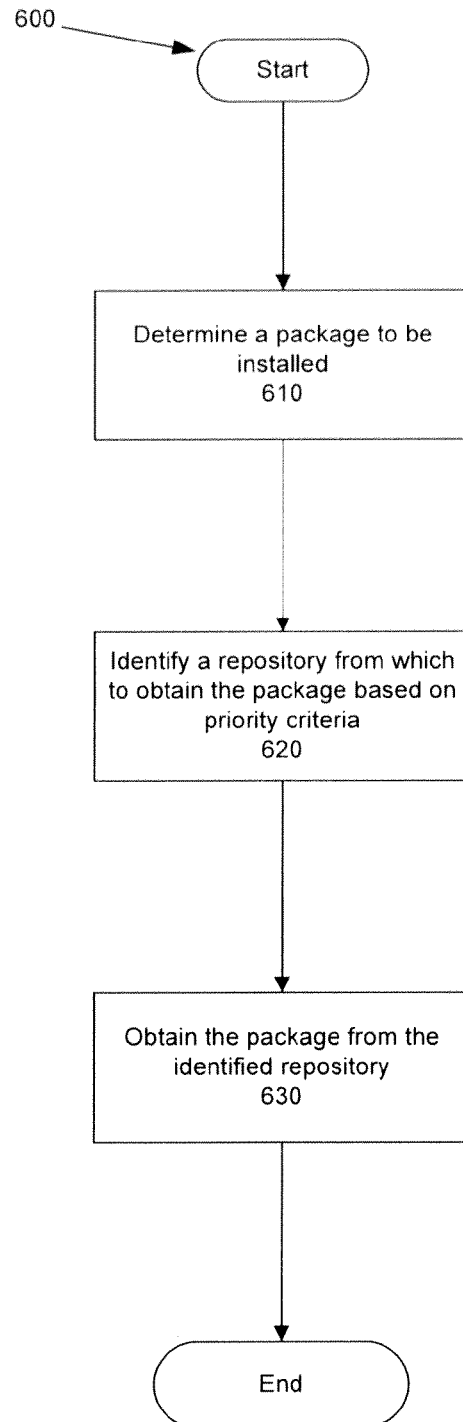 600
Start
Determine a package to be
installed
610
Identify a repository from which
to obtain the package based on
priority criteria
620
Obtain the package from the
identified repository
630
End